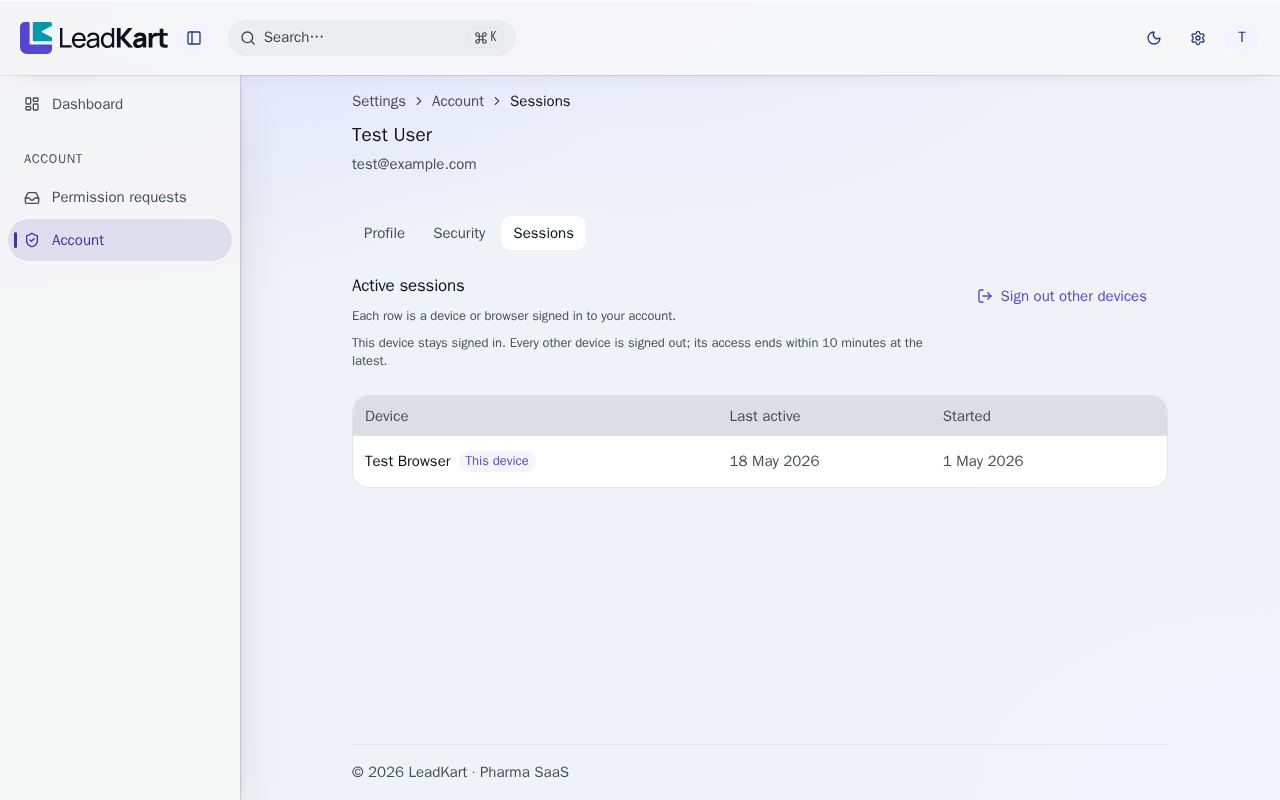 LeadKart
Search⋯
⌘K
T
Dashboard
ACCOUNT
Permission requests
Account
Settings > Account > Sessions
Test User
test@example.com
Profile
Security
Sessions
Active sessions
Sign out other devices
Each row is a device or browser signed in to your account.
This device stays signed in. Every other device is signed out; its access ends within 10 minutes at the
latest.
Device
Last active
Started
Test Browser
This device
18 May 2026
1 May 2026
© 2026 LeadKart · Pharma SaaS